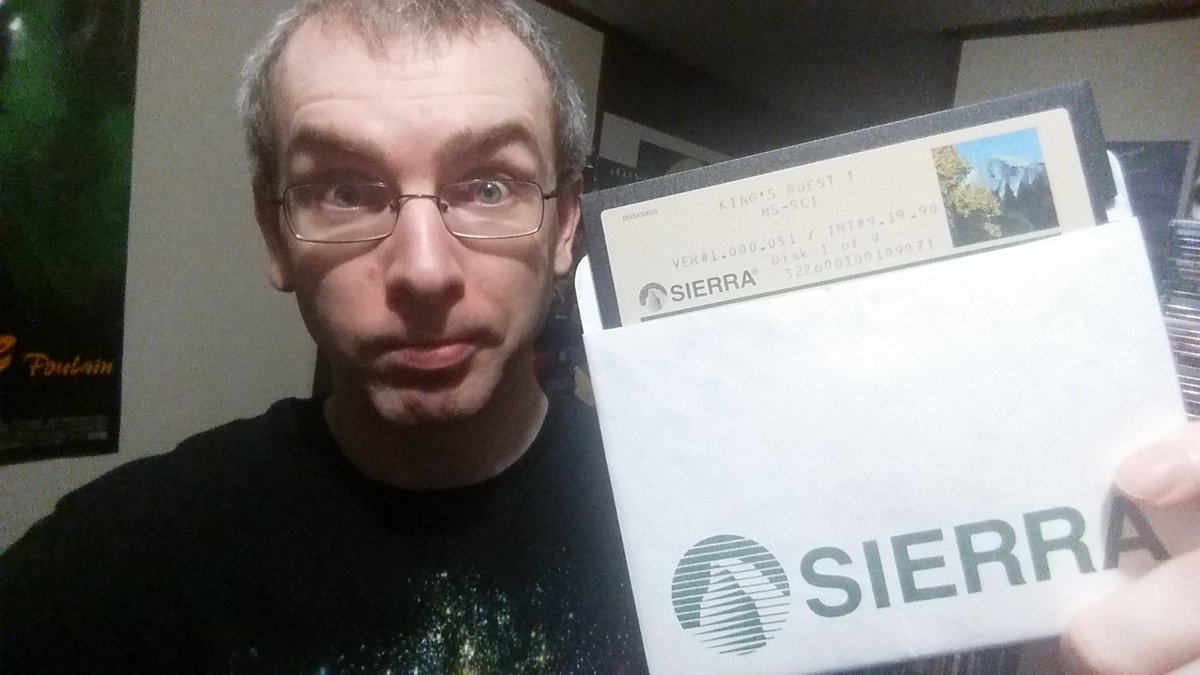 Poulain
000002605
KING'S QUEST I
MS-SCI
VER#1.000.051 / INT#9.19.90
Disk 1 of 9
322600100109071
SIERRA®
SIERRA